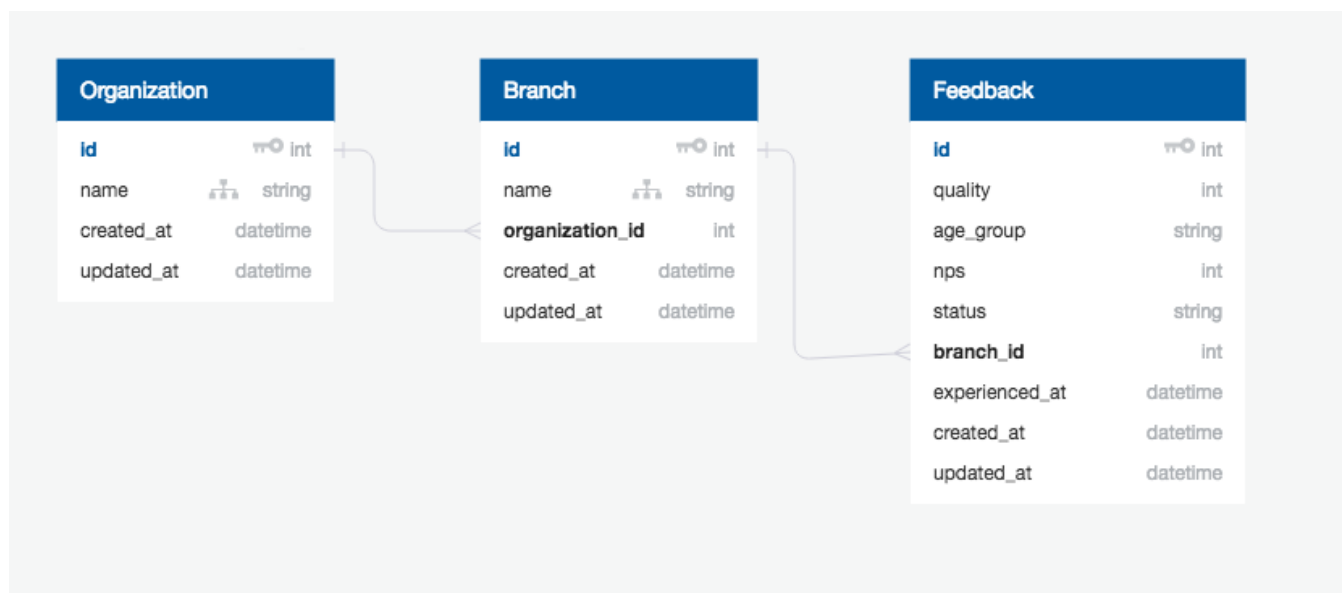 Organization
id int
name string
created_at datetime
updated_at datetime
Branch
id int
name string
organization_id int
created_at datetime
updated_at datetime
Feedback
id int
quality int
age_group string
nps int
status string
branch_id int
experienced_at datetime
created_at datetime
updated_at datetime